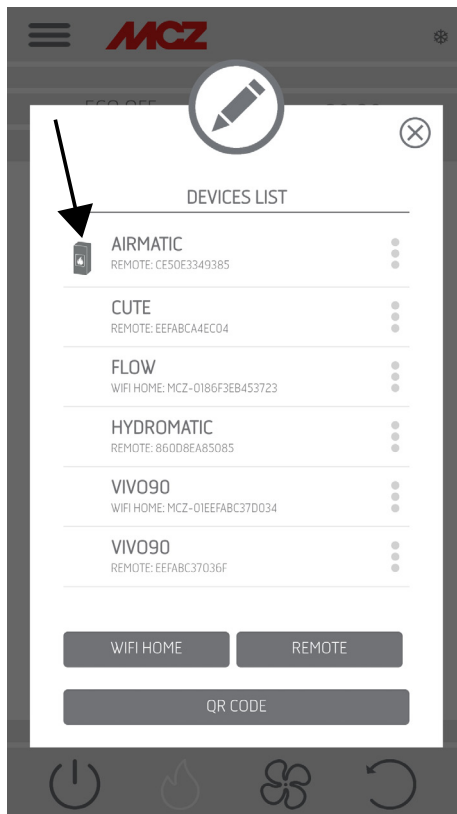 MCZ
DEVICES LIST
AIRMATIC
REMOTE: CE50E3349385
CUTE
REMOTE: EEFABCA4EC04
FLOW
WIFI HOME: MCZ-0186F3EB453723
HYDROMATIC
REMOTE: 860D8EA85085
VIVO90
WIFI HOME: MCZ-01EEFABC37D034
VIVO90
REMOTE: EEFABC37036F
WIFI HOME
REMOTE
QR CODE